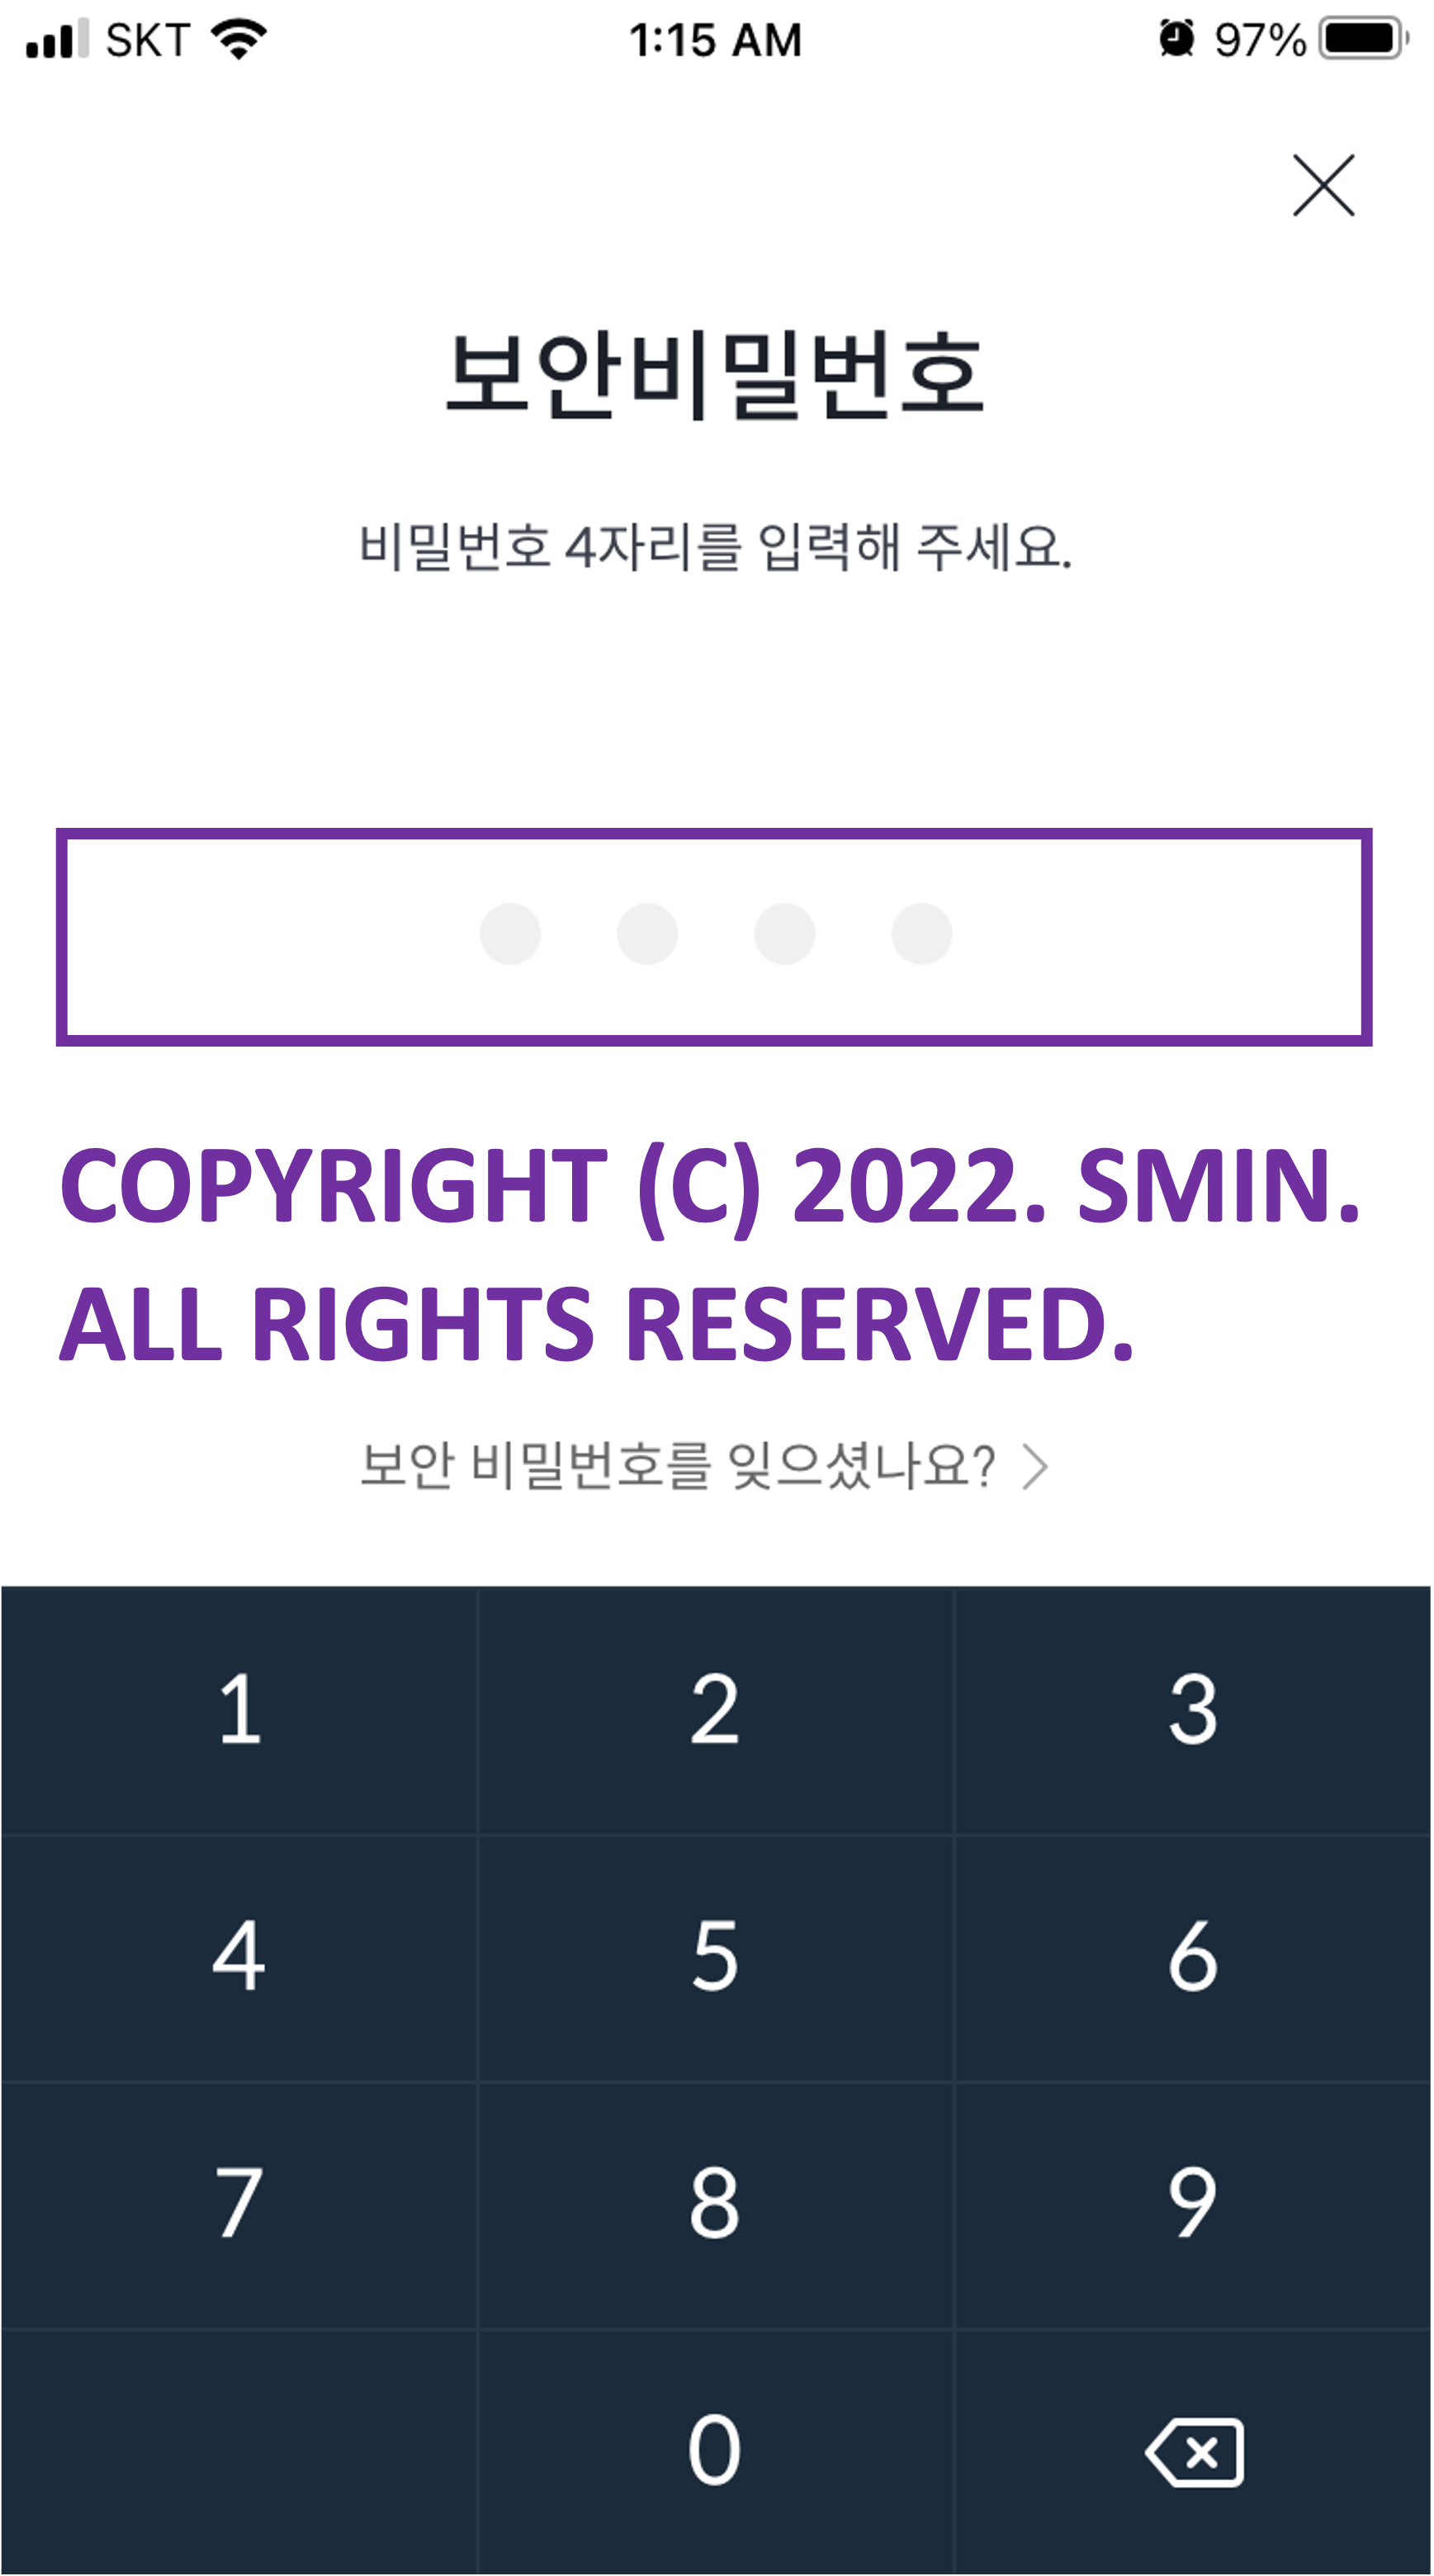 SKT 1:15 AM 97%
보안비밀번호
비밀번호 4자리를 입력해 주세요.
COPYRIGHT (C) 2022. SMIN.
ALL RIGHTS RESERVED.
보안 비밀번호를 잊으셨나요?
1 2 3
4 5 6
7 8 9
0